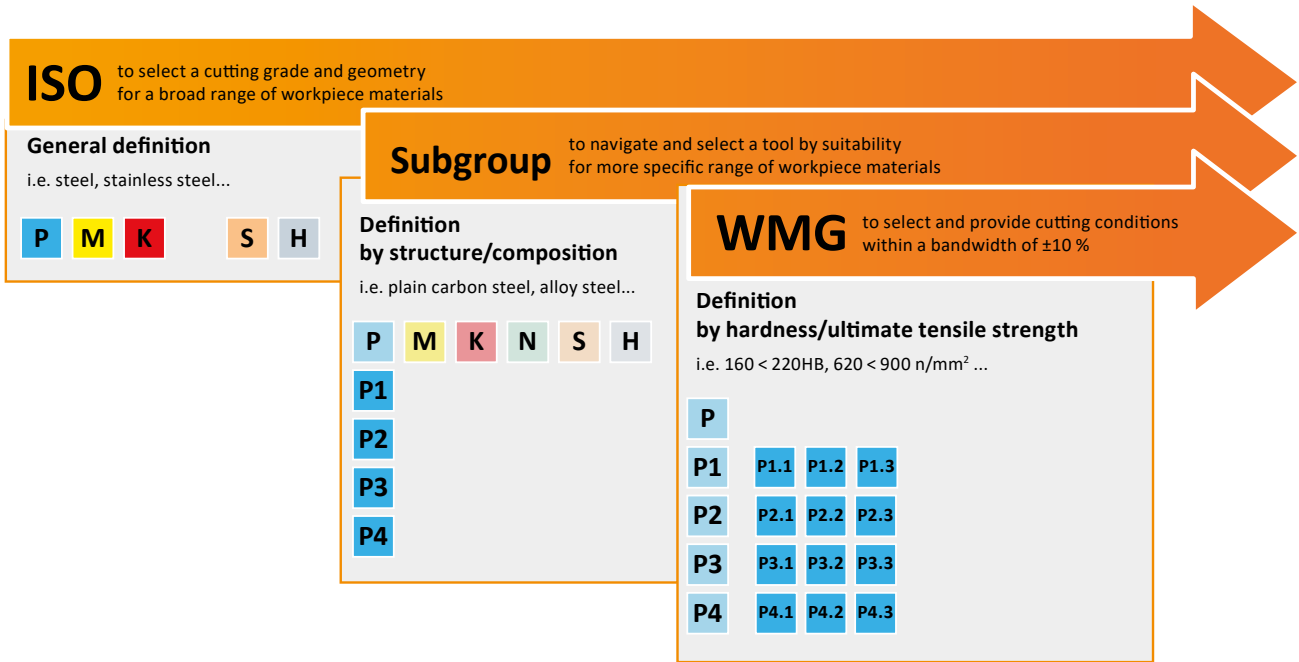 ISO
to select a cutting grade and geometry
for a broad range of workpiece materials
General definition
i.e. steel, stainless steel...
P M K S H
Subgroup
to navigate and select a tool by suitability
for more specific range of workpiece materials
Definition
by structure/composition
i.e. plain carbon steel, alloy steel...
P M K N S H
P1
P2
P3
P4
WMG
to select and provide cutting conditions
within a bandwidth of ±10 %
Definition
by hardness/ultimate tensile strength
i.e. 160 < 220HB, 620 < 900 n/mm² ...
P
P1 P1.1 P1.2 P1.3
P2 P2.1 P2.2 P2.3
P3 P3.1 P3.2 P3.3
P4 P4.1 P4.2 P4.3